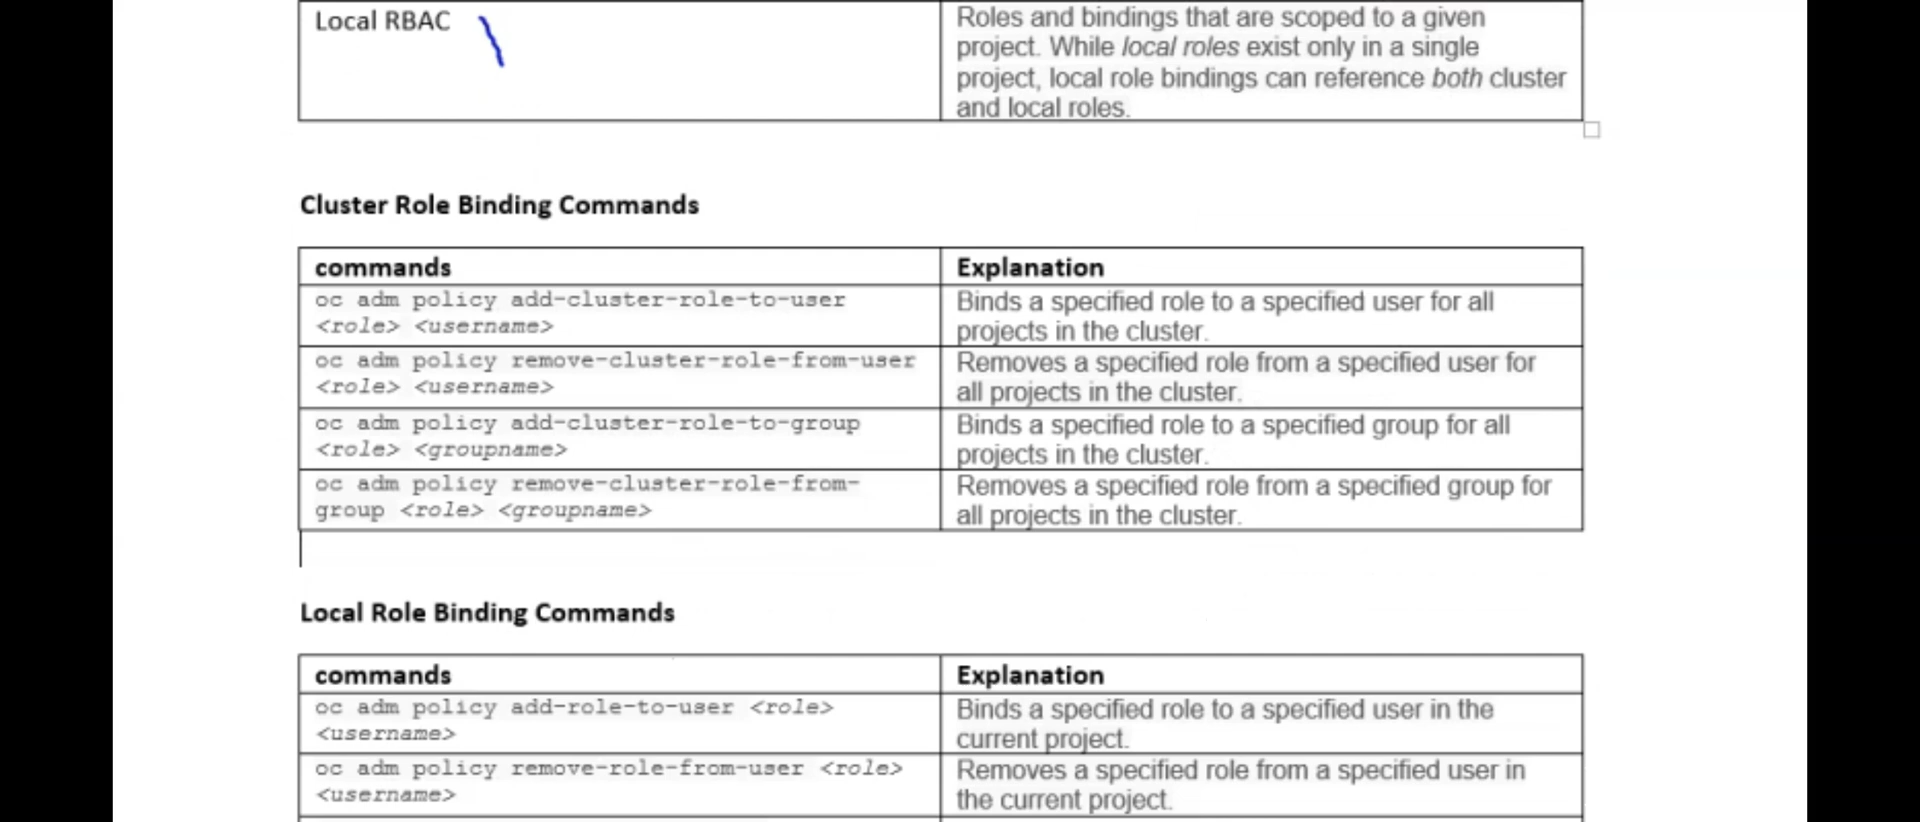 Local RBAC
Roles and bindings that are scoped to a given
project. While local roles exist only in a single
project, local role bindings can reference both cluster
and local roles.
Cluster Role Binding Commands
commands
Explanation
oc adm policy add-cluster-role-to-user
<role> <username>
Binds a specified role to a specified user for all
projects in the cluster.
oc adm policy remove-cluster-role-from-user
<role> <username>
Removes a specified role from a specified user for
all projects in the cluster.
oc adm policy add-cluster-role-to-group
<role> <groupname>
Binds a specified role to a specified group for all
projects in the cluster.
oc adm policy remove-cluster-role-from-
group <role> <groupname>
Removes a specified role from a specified group for
all projects in the cluster.
Local Role Binding Commands
commands
Explanation
oc adm policy add-role-to-user <role>
<username>
Binds a specified role to a specified user in the
current project.
oc adm policy remove-role-from-user <role>
<username>
Removes a specified role from a specified user in
the current project.